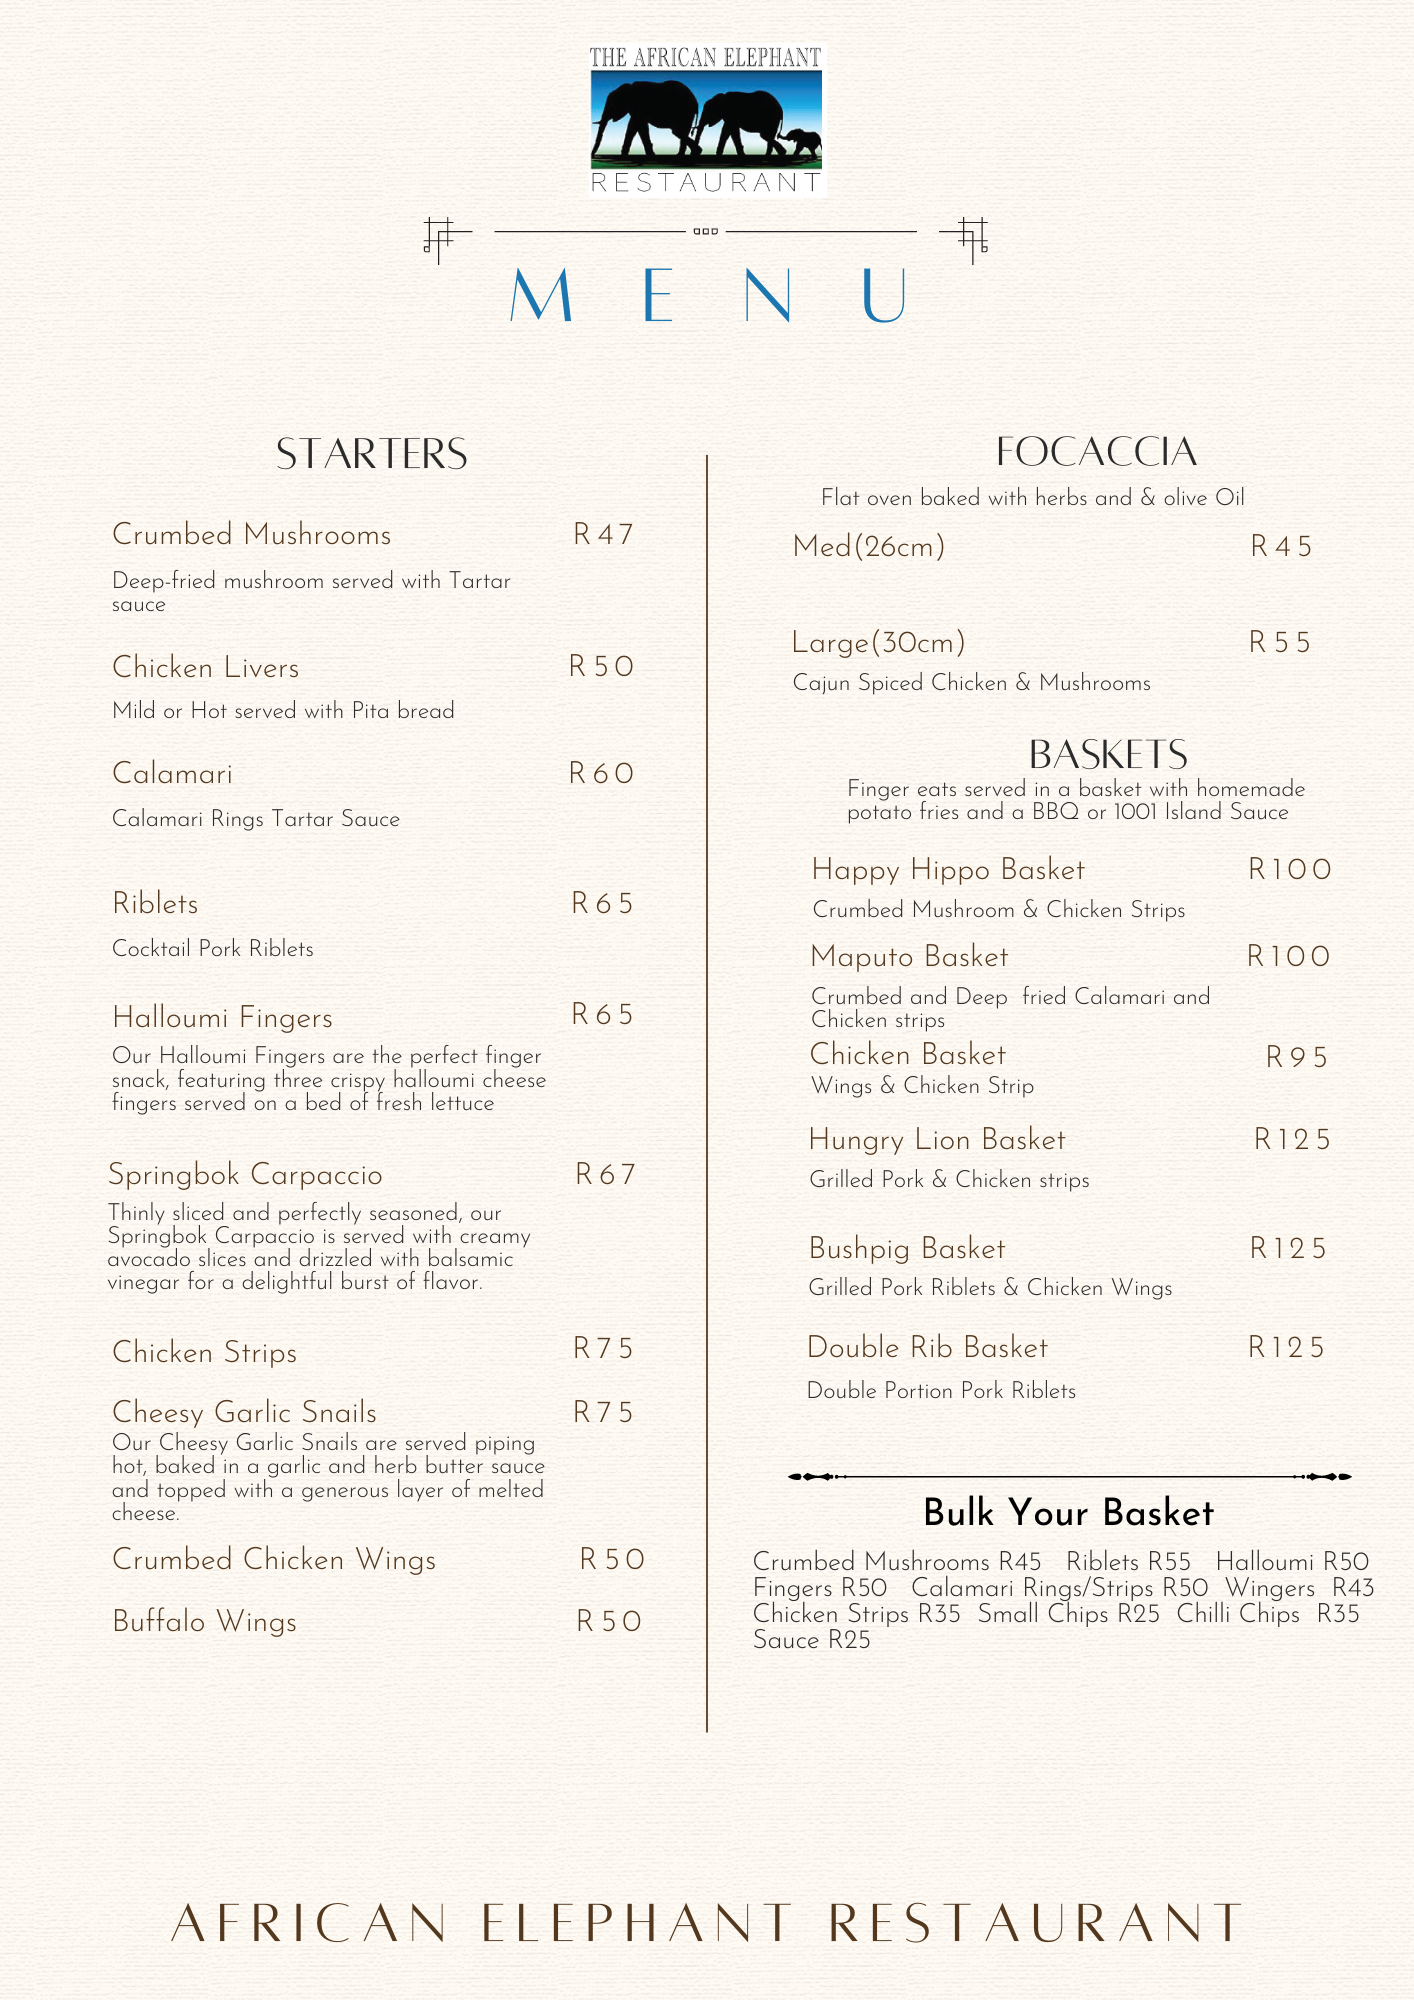 THE AFRICAN ELEPHANT
RESTAURANT
MENU
STARTERS
Crumbed Mushrooms R47
Deep-fried mushroom served with Tartar
sauce
Chicken Livers R50
Mild or Hot served with Pita bread
Calamari R60
Calamari Rings Tartar Sauce
Riblets R65
Cocktail Pork Riblets
Halloumi Fingers R65
Our Halloumi Fingers are the perfect finger
snack, featuring three crispy halloumi cheese
fingers served on a bed of fresh lettuce
Springbok Carpaccio R67
Thinly sliced and perfectly seasoned, our
Springbok Carpaccio is served with creamy
avocado slices and drizzled with balsamic
vinegar for a delightful burst of flavor.
Chicken Strips R75
Cheesy Garlic Snails R75
Our Cheesy Garlic Snails are served piping
hot, baked in a garlic and herb butter sauce
and topped with a generous layer of melted
cheese.
Crumbed Chicken Wings R50
Buffalo Wings R50
FOCACCIA
Flat oven baked with herbs and & olive Oil
Med(26cm) R45
Large(30cm) R55
Cajun Spiced Chicken & Mushrooms
BASKETS
Finger eats served in a basket with homemade
potato fries and a BBQ or 1001 Island Sauce
Happy Hippo Basket R100
Crumbed Mushroom & Chicken Strips
Maputo Basket R100
Crumbed and Deep fried Calamari and
Chicken strips
Chicken Basket R95
Wings & Chicken Strip
Hungry Lion Basket R125
Grilled Pork & Chicken strips
Bushpig Basket R125
Grilled Pork Riblets & Chicken Wings
Double Rib Basket R125
Double Portion Pork Riblets
Bulk Your Basket
Crumbed Mushrooms R45 Riblets R55 Halloumi R50
Fingers R50 Calamari Rings/Strips R50 Wingers R43
Chicken Strips R35 Small Chips R25 Chilli Chips R35
Sauce R25
AFRICAN ELEPHANT RESTAURANT